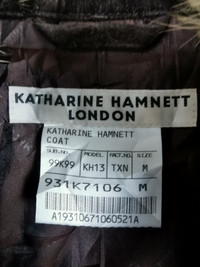 KATHARINE HAMNETT
LONDON
KATHARINE HAMNETT
COAT
SUB.NO. MODEL FACT.NO. SIZE
99K99 KH13 TXN M
931K7106 M
A19310671060521A